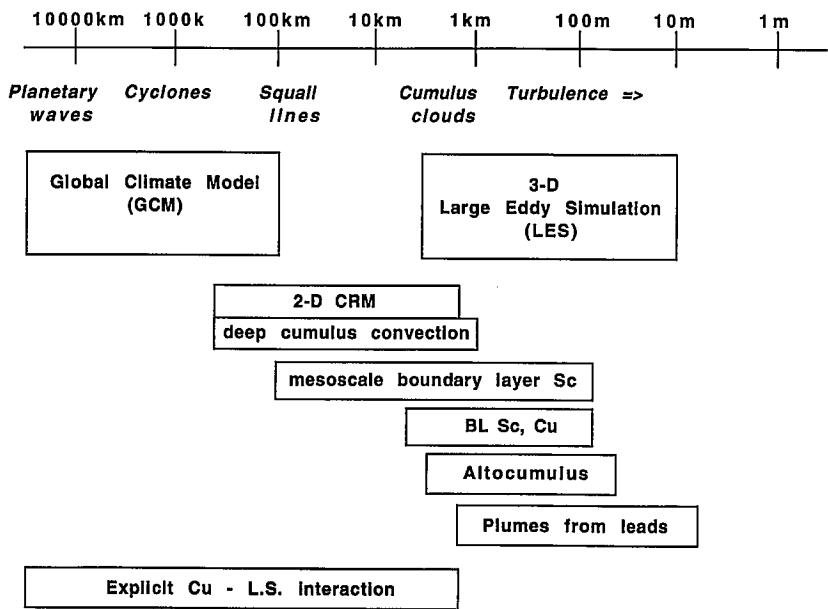 10000km 1000k 100km 10km 1km 100m 10m 1m
Planetary waves Cyclones Squall lines Cumulus clouds Turbulence =>
Global Climate Model
(GCM)
3-D
Large Eddy Simulation
(LES)
2-D CRM
deep cumulus convection
mesoscale boundary layer Sc
BL Sc, Cu
Altocumulus
Plumes from leads
Explicit Cu - L.S. interaction